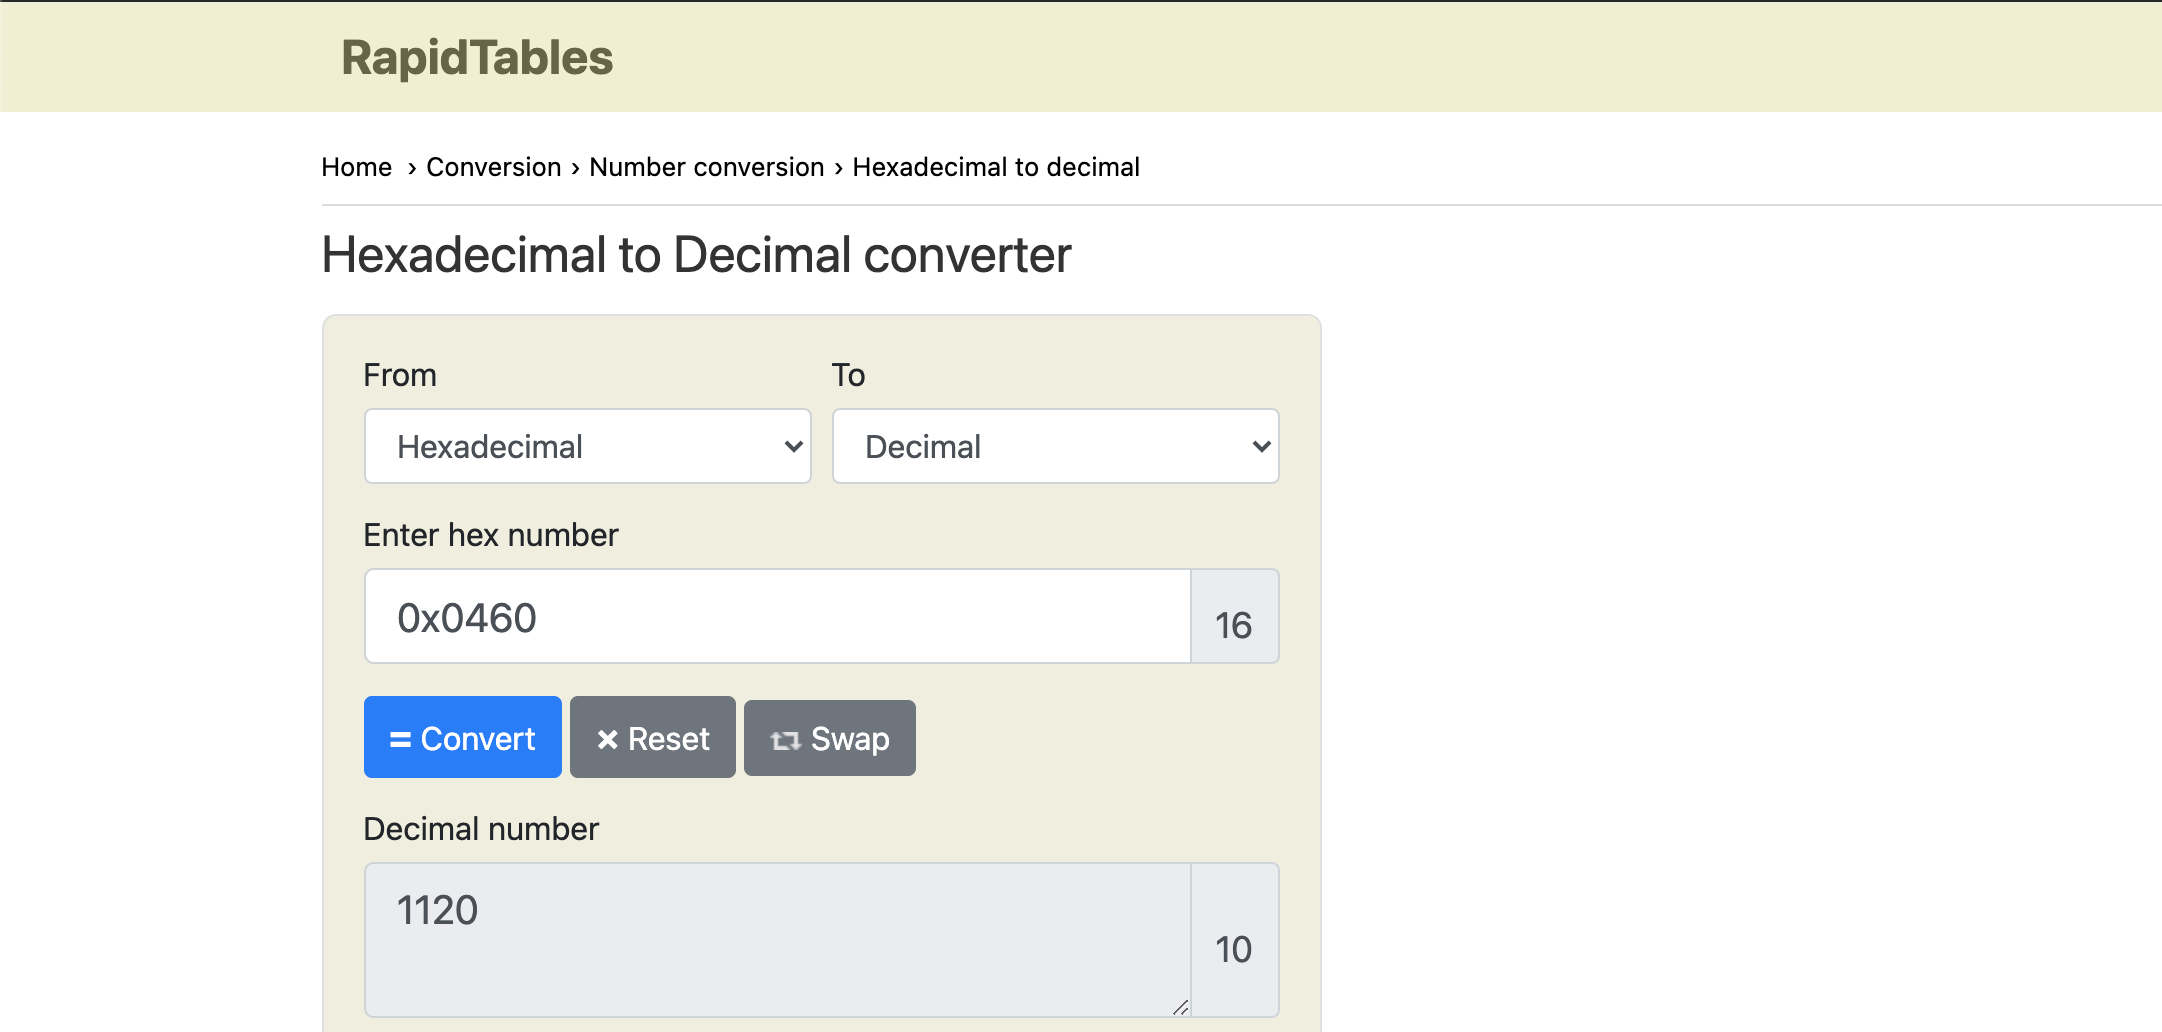 RapidTables
Home › Conversion › Number conversion › Hexadecimal to decimal
Hexadecimal to Decimal converter
From To
Hexadecimal Decimal
Enter hex number
0x0460 16
= Convert × Reset Swap
Decimal number
1120
10